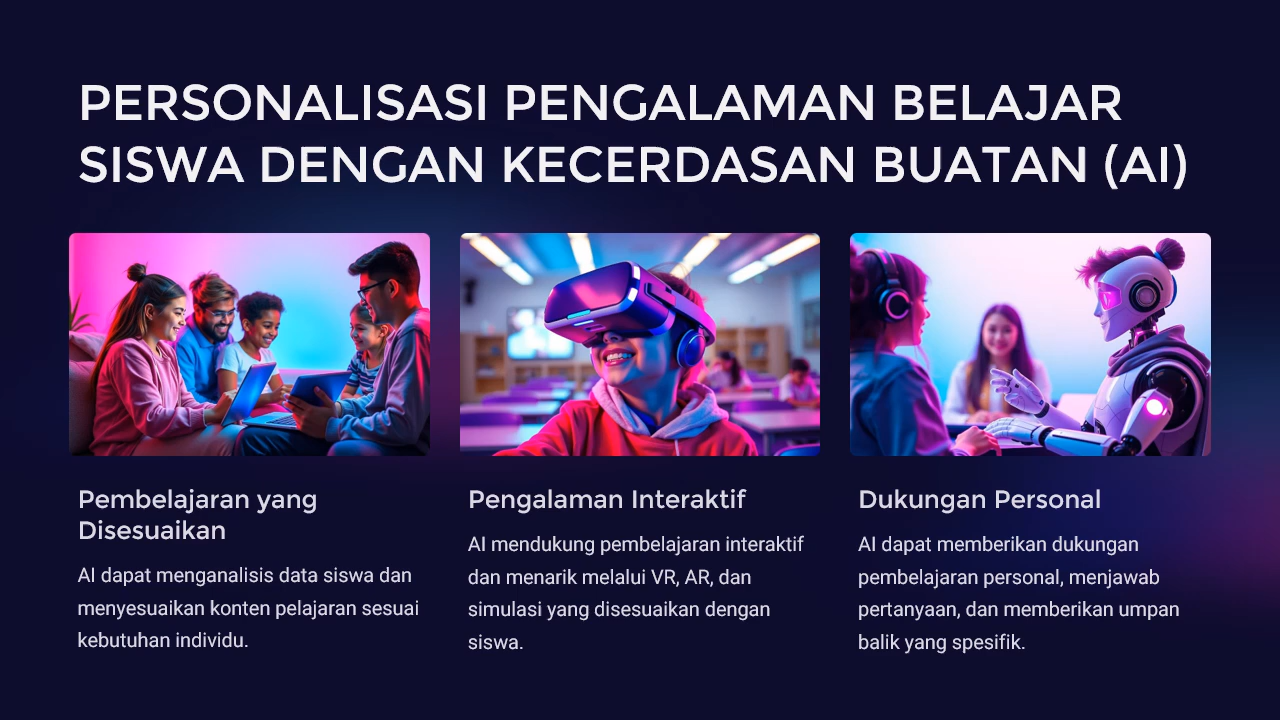 PERSONALISASI PENGALAMAN BELAJAR
SISWA DENGAN KECERDASAN BUATAN (AI)
Pembelajaran yang
Disesuaikan
AI dapat menganalisis data siswa dan
menyesuaikan konten pelajaran sesuai
kebutuhan individu.
Pengalaman Interaktif
AI mendukung pembelajaran interaktif
dan menarik melalui VR, AR, dan
simulasi yang disesuaikan dengan
siswa.
Dukungan Personal
AI dapat memberikan dukungan
pembelajaran personal, menjawab
pertanyaan, dan memberikan umpan
balik yang spesifik.